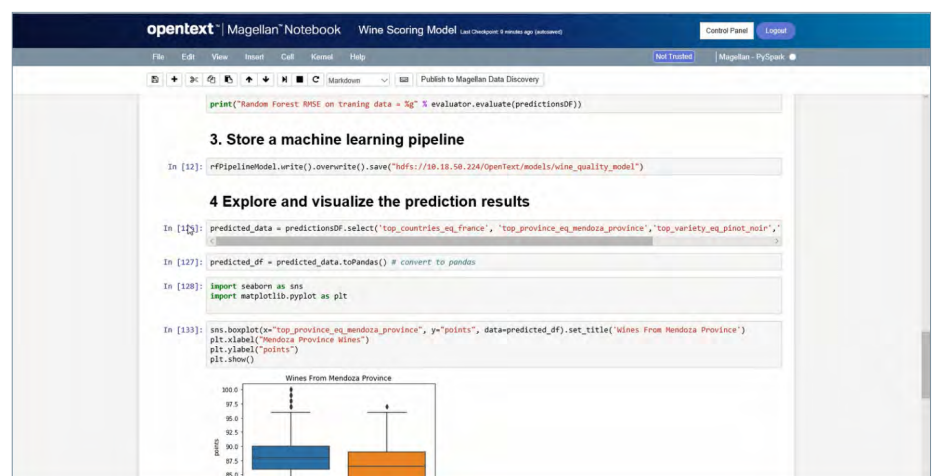 opentext™ | Magellan™ Notebook Wine Scoring Model Last Checkpoint: 9 minutes ago (autosaved) Control Panel Logout
File Edit View Insert Cell Kernel Help Not Trusted Magellan - PySpark
Markdown Publish to Magellan Data Discovery
print("Random Forest RMSE on traning data = %g" % evaluator.evaluate(predictionsDF))
3. Store a machine learning pipeline
In [12]: rfPipelineModel.write().overwrite().save("hdfs://10.18.50.224/OpenText/models/wine_quality_model")
4 Explore and visualize the prediction results
predicted_data = predictionsDF.select('top_countries_eq_france', 'top_province_eq_mendoza_province','top_variety_eq_pinot_noir','
In [127]: predicted_df = predicted_data.toPandas() # convert to pandas
In [128]: import seaborn as sns
import matplotlib.pyplot as plt
In [133]: sns.boxplot(x="top_province_eq_mendoza_province", y="points", data=predicted_df).set_title('Wines From Mendoza Province')
plt.xlabel("Mendoza Province Wines")
plt.ylabel("points")
plt.show()
Wines From Mendoza Province
100.0
97.5
95.0
92.5
90.0
points
87.5
85.0